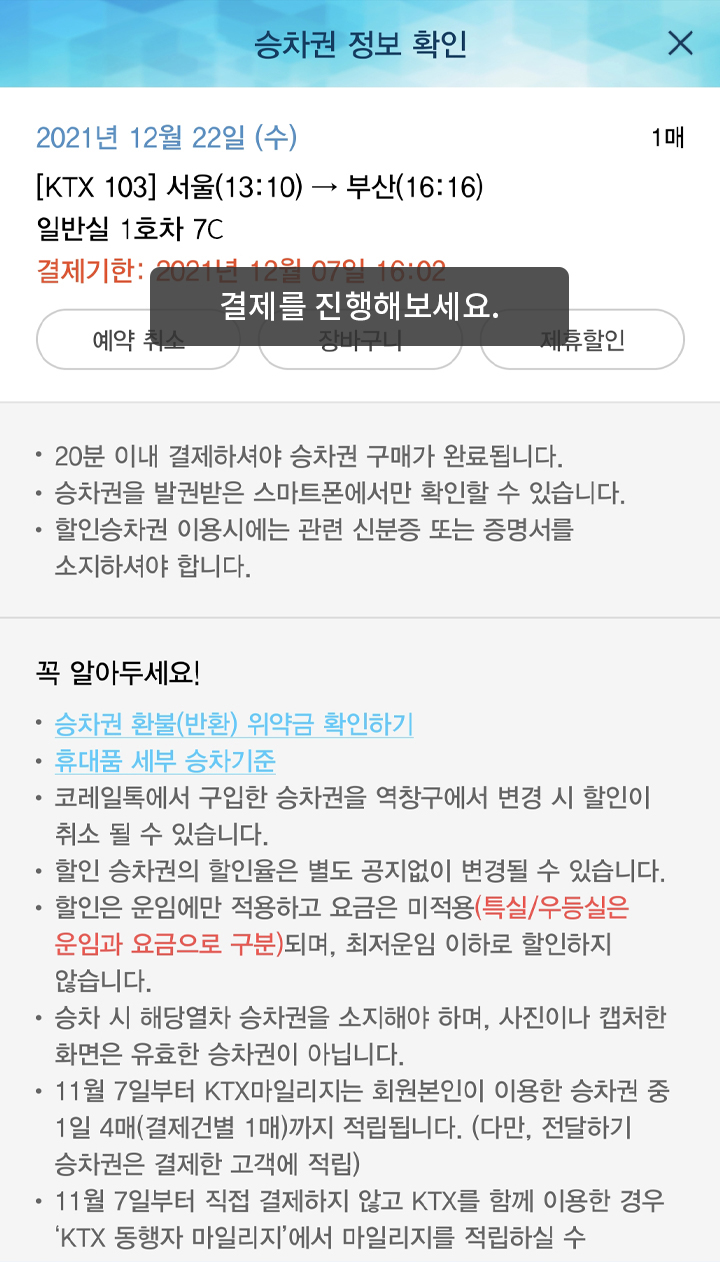 승차권 정보 확인
2021년 12월 22일 (수) 1매
[KTX 103] 서울(13:10) → 부산(16:16)
일반실 1호차 7C
결제기한: 2021년 12월 07일 16:02
결제를 진행해보세요.
예약 취소 장바구니 제휴할인
• 20분 이내 결제하셔야 승차권 구매가 완료됩니다.
• 승차권을 발권받은 스마트폰에서만 확인할 수 있습니다.
• 할인승차권 이용시에는 관련 신분증 또는 증명서를
소지하셔야 합니다.
꼭 알아두세요!
• 승차권 환불(반환) 위약금 확인하기
• 휴대품 세부 승차기준
• 코레일톡에서 구입한 승차권을 역창구에서 변경 시 할인이
취소 될 수 있습니다.
• 할인 승차권의 할인율은 별도 공지없이 변경될 수 있습니다.
• 할인은 운임에만 적용하고 요금은 미적용(특실/우등실은
운임과 요금으로 구분)되며, 최저운임 이하로 할인하지
않습니다.
• 승차 시 해당열차 승차권을 소지해야 하며, 사진이나 캡처한
화면은 유효한 승차권이 아닙니다.
• 11월 7일부터 KTX마일리지는 회원본인이 이용한 승차권 중
1일 4매(결제건별 1매)까지 적립됩니다. (다만, 전달하기
승차권은 결제한 고객에 적립)
• 11월 7일부터 직접 결제하지 않고 KTX를 함께 이용한 경우
‘KTX 동행자 마일리지’에서 마일리지를 적립하실 수